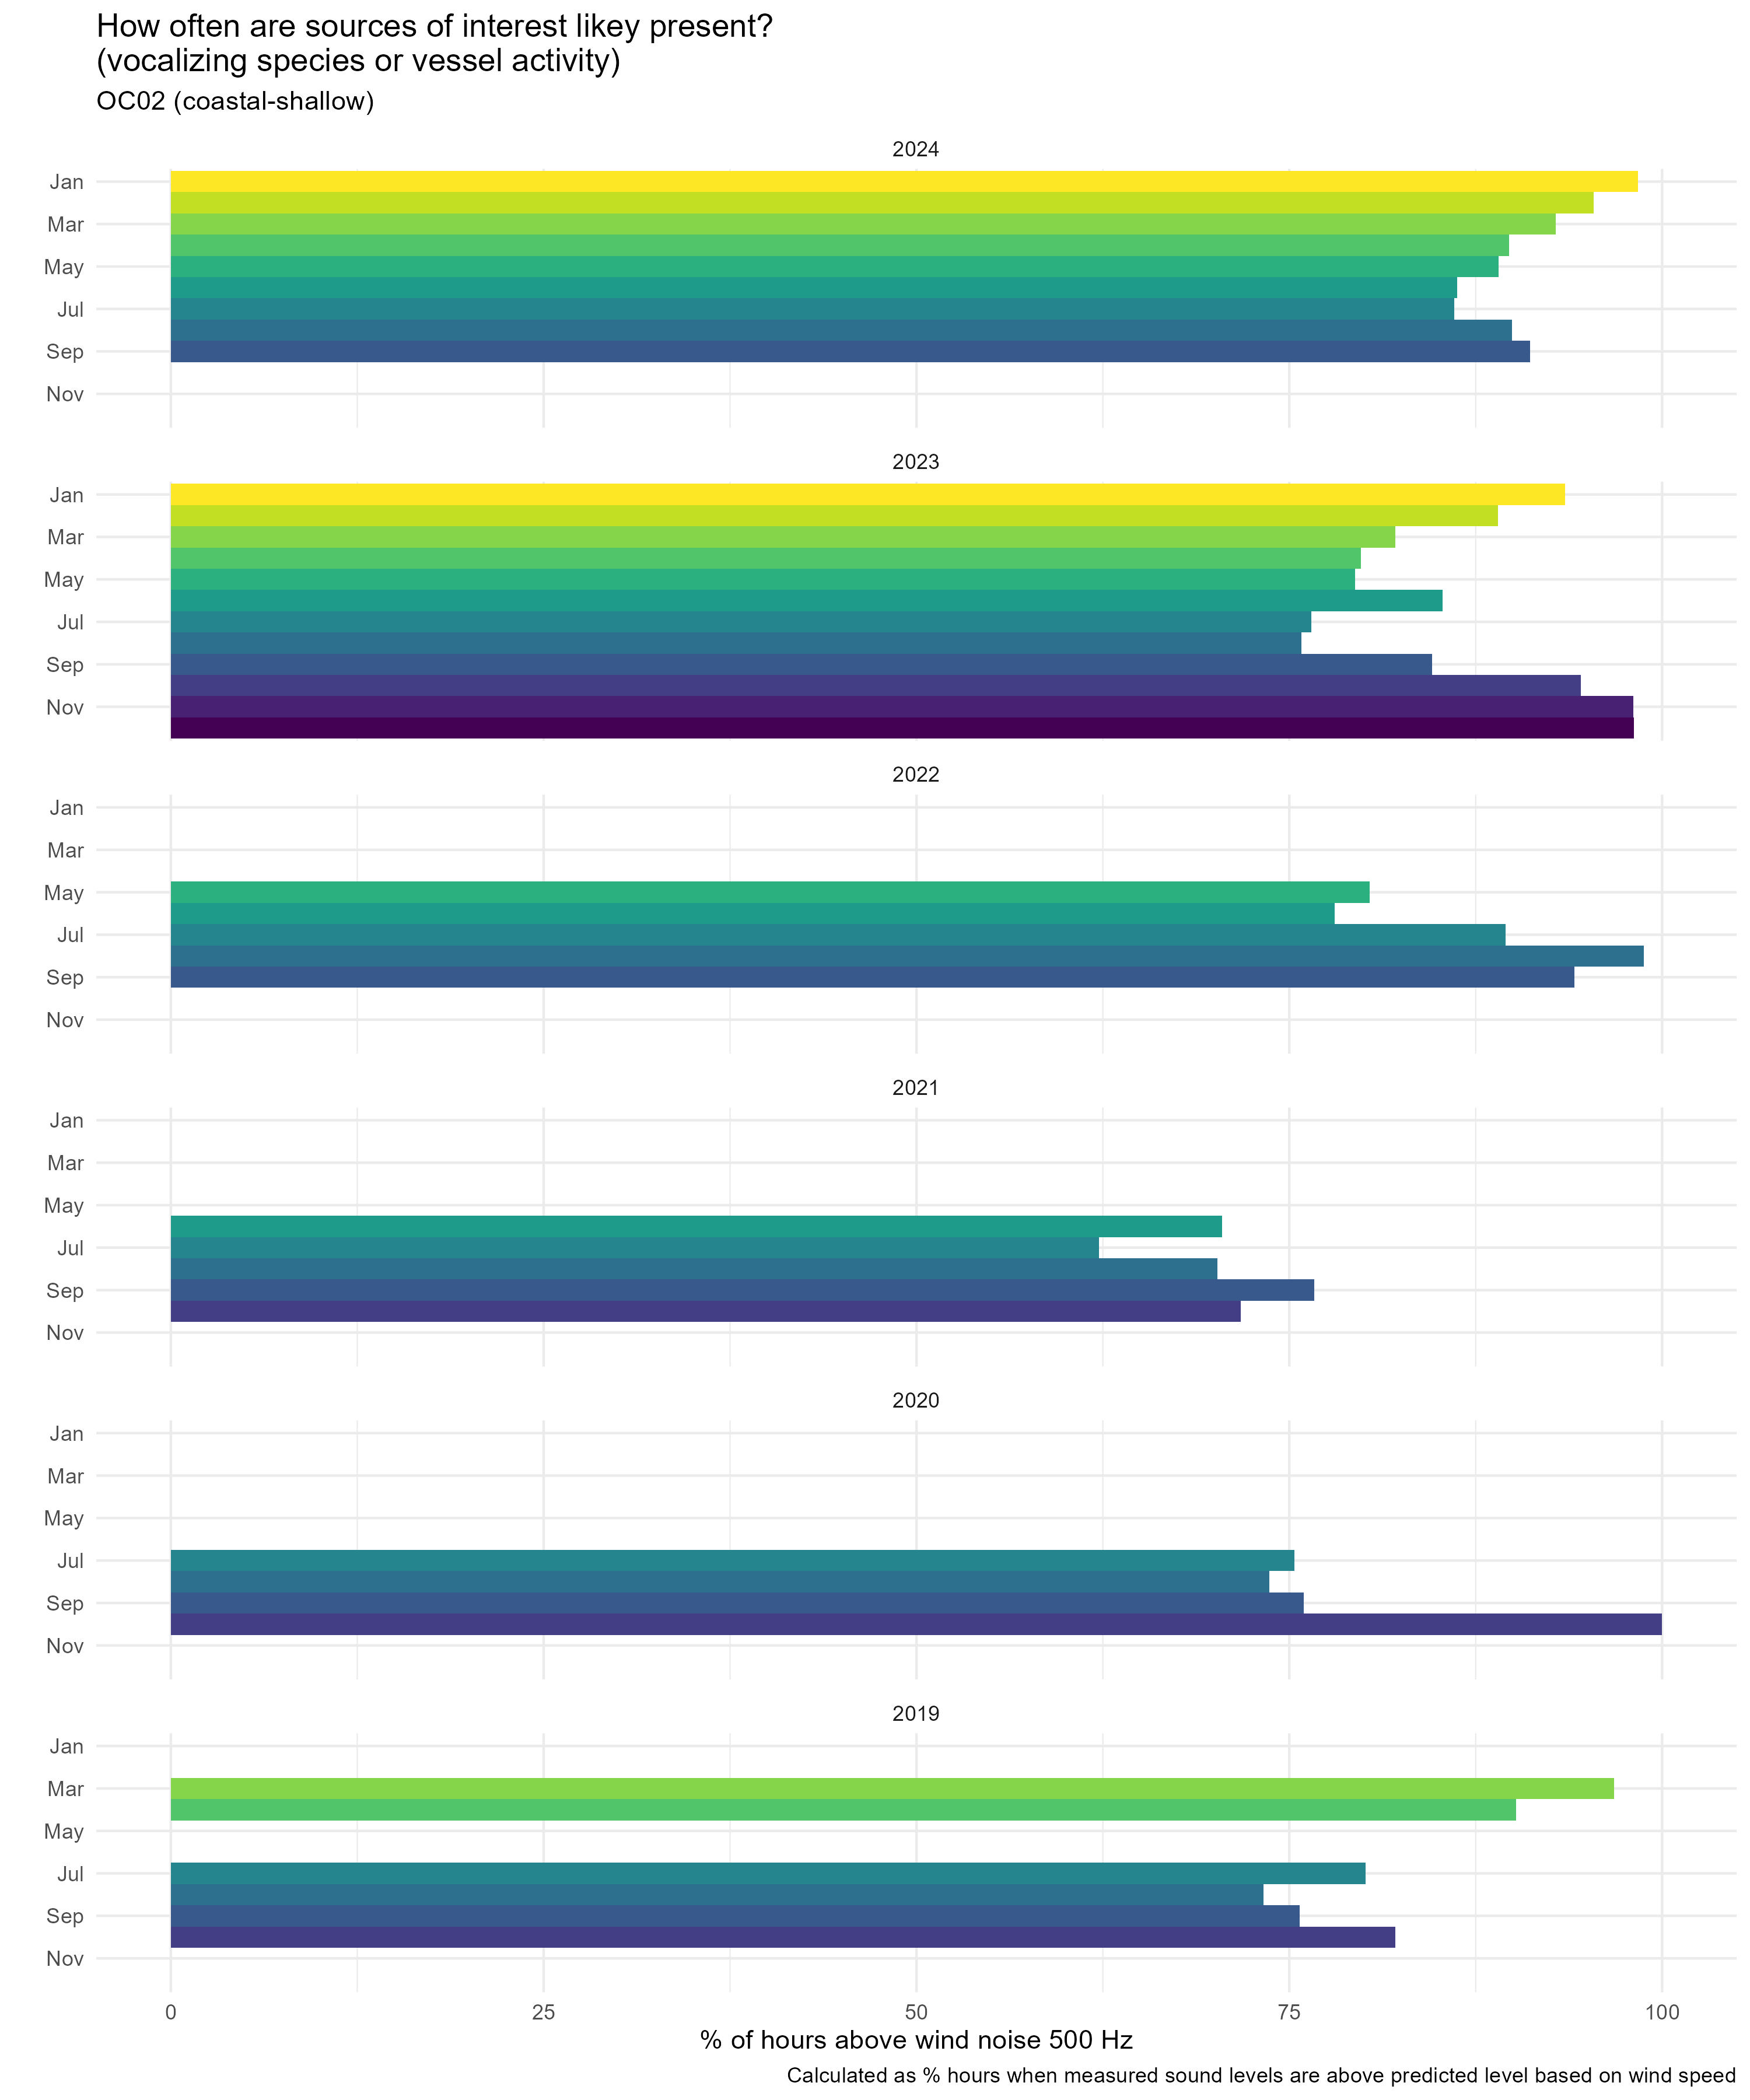 How often are sources of interest likey present?
(vocalizing species or vessel activity)
OC02 (coastal-shallow)
2024
Jan
Mar
May
Jul
Sep
Nov
2023
Jan
Mar
May
Jul
Sep
Nov
2022
Jan
Mar
May
Jul
Sep
Nov
2021
Jan
Mar
May
Jul
Sep
Nov
2020
Jan
Mar
May
Jul
Sep
Nov
2019
Jan
Mar
May
Jul
Sep
Nov
0 25 50 75 100
% of hours above wind noise 500 Hz
Calculated as % hours when measured sound levels are above predicted level based on wind speed